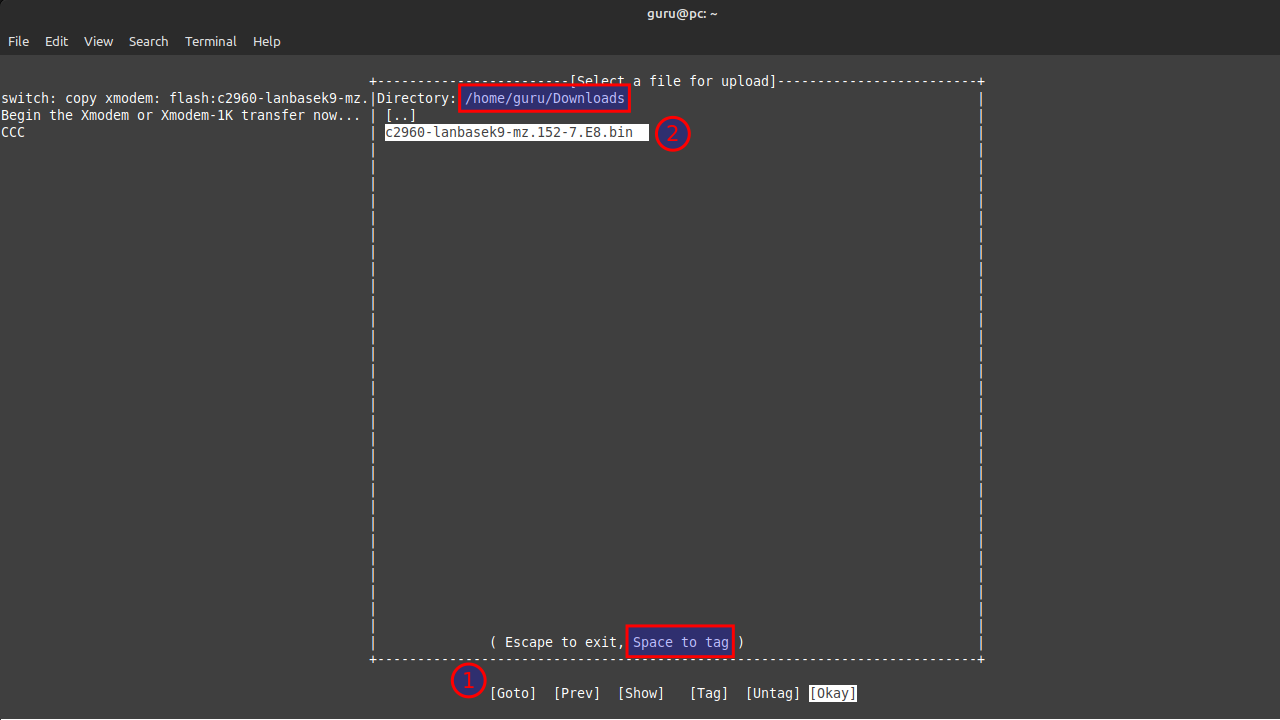 guru@pc: ~
File Edit View Search Terminal Help
+------------------------[Select a file for upload]-------------------------+
switch: copy xmodem: flash:c2960-lanbasek9-mz.|Directory: /home/guru/Downloads |
Begin the Xmodem or Xmodem-1K transfer now... | [..] |
CCC | c2960-lanbasek9-mz.152-7.E8.bin | 2
| ( Escape to exit, Space to tag ) |
+---------------------------------------------------------------------------+
1 [Goto] [Prev] [Show] [Tag] [Untag] [Okay]